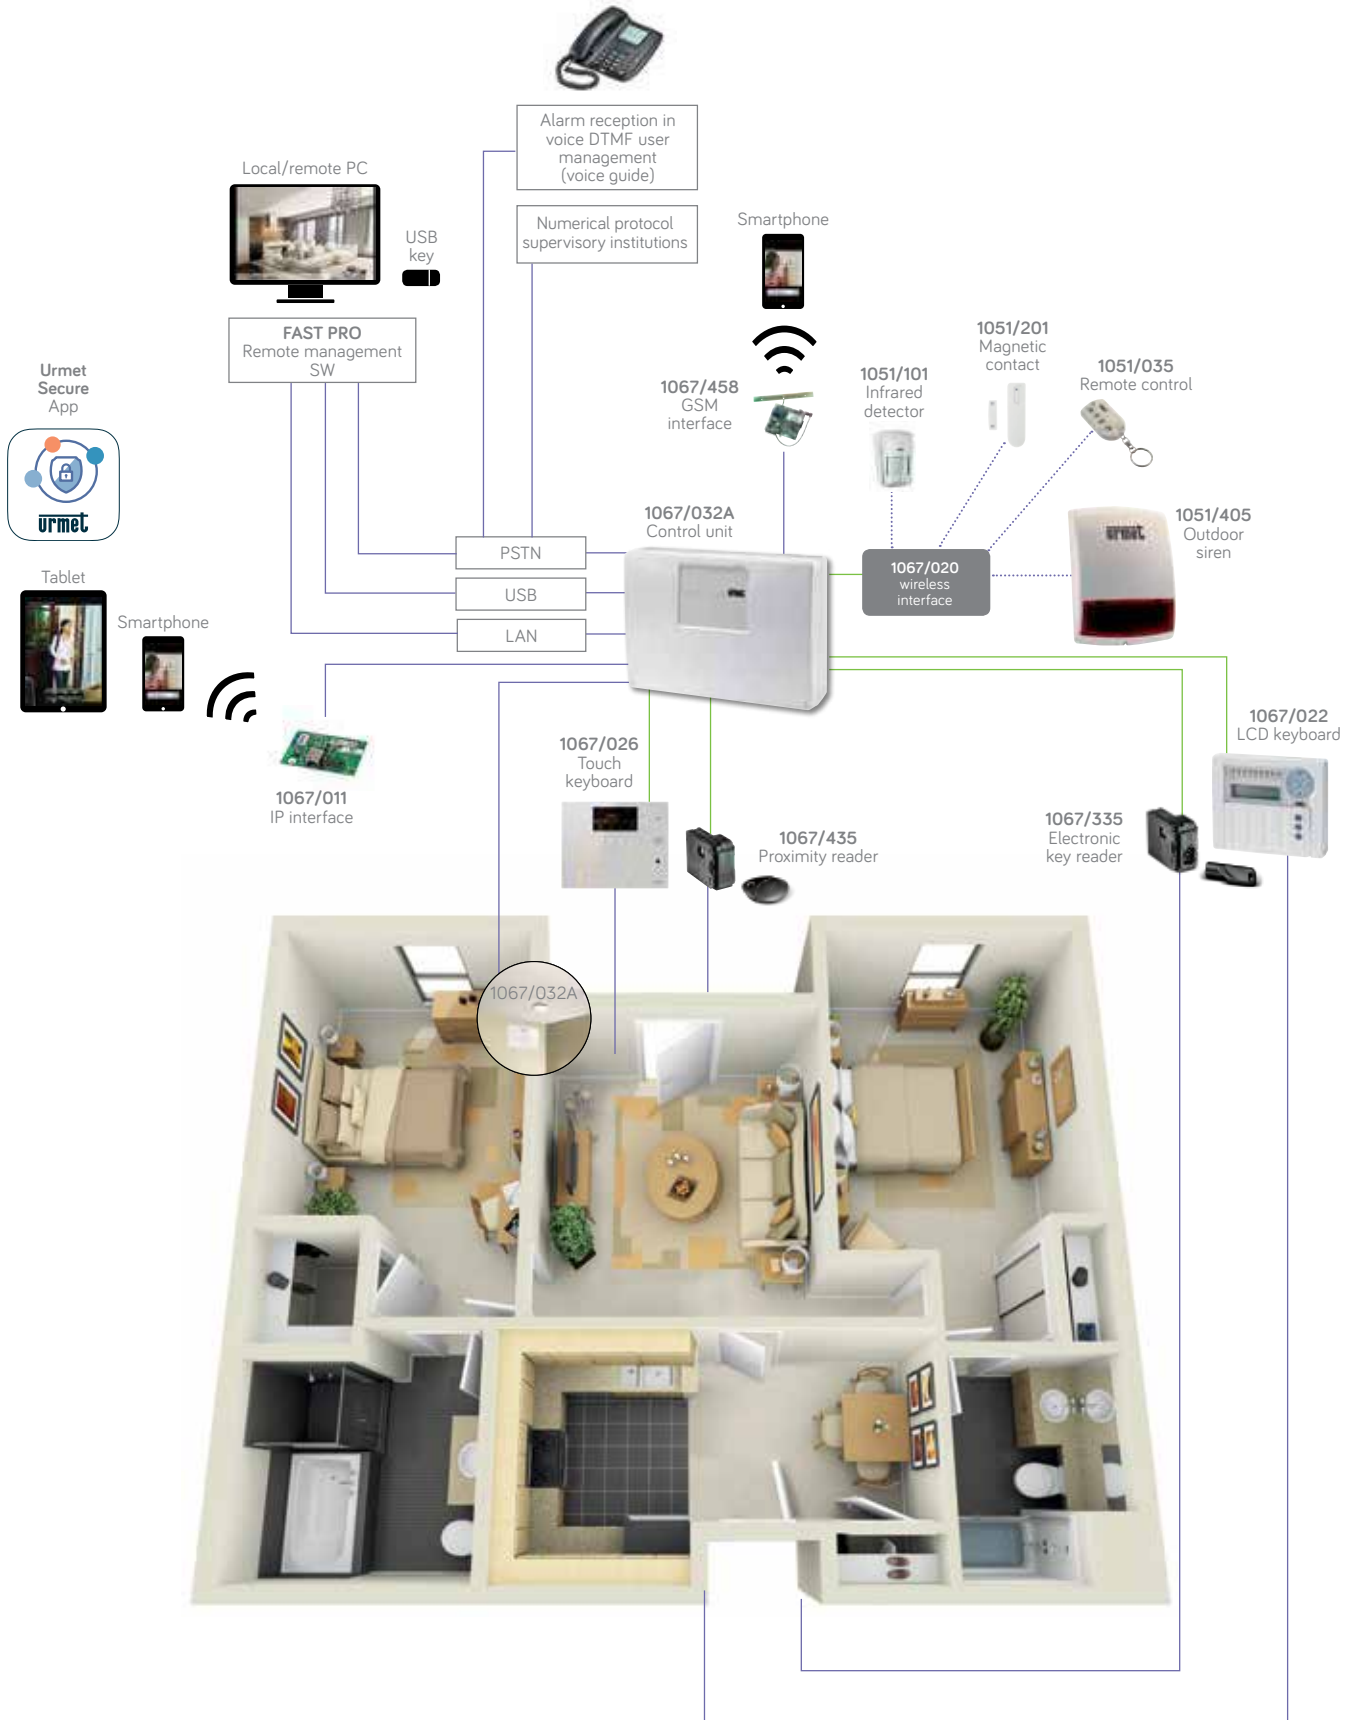 Alarm reception in
voice DTMF user
management
(voice guide)
Local/remote PC
USB
key
Numerical protocol
supervisory institutions
Smartphone
FAST PRO
Remote management
SW
1051/201
Magnetic
contact
1051/035
Remote control
1051/101
Infrared
detector
1067/458
GSM
interface
Urmet
Secure
App
urmet
1067/032A
Control unit
1051/405
Outdoor
siren
urmet
PSTN
USB
LAN
1067/020
wireless
interface
Tablet
Smartphone
1067/011
IP interface
1067/026
Touch
keyboard
1067/435
Proximity reader
1067/335
Electronic
key reader
1067/022
LCD keyboard
1067/032A